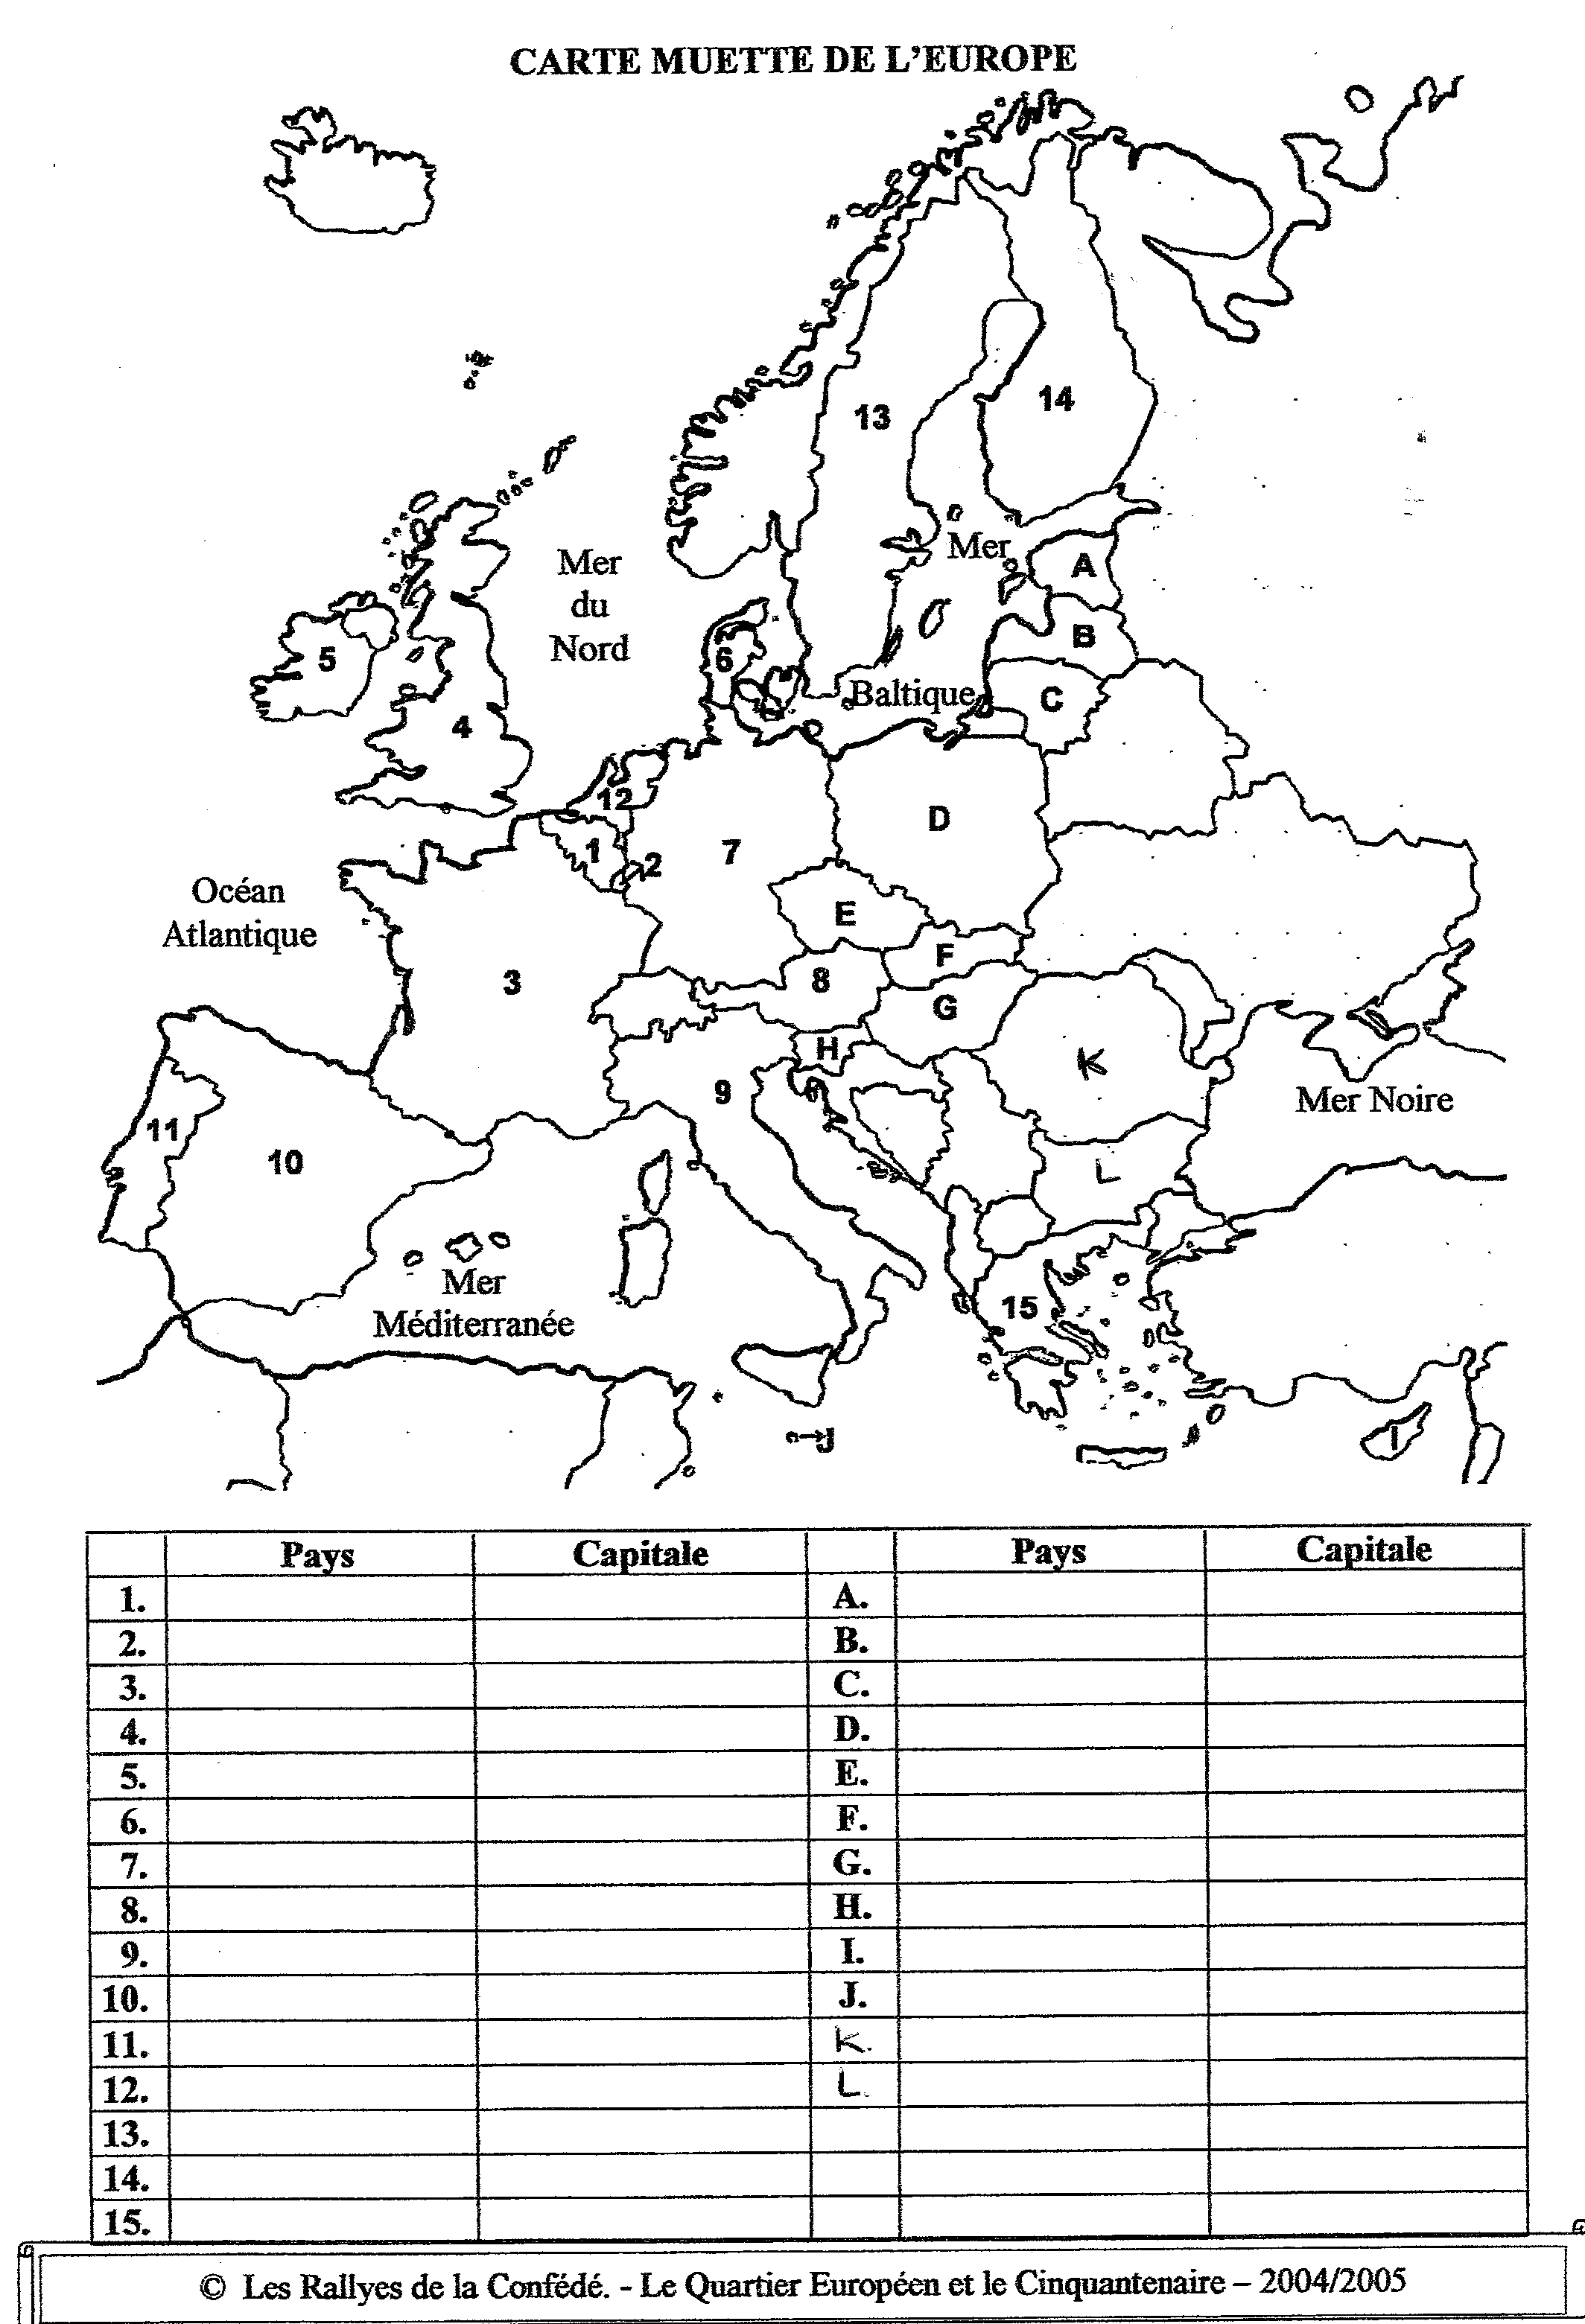 CARTE MUETTE DE L'EUROPE
13
14
Mer
du
Nord
Mer
Baltique
A
B
C
5
6
4
12
1
2
7
D
Océan
Atlantique
3
E
F
8
G
H
9
K
Mer Noire
11
10
L
Mer
Méditerranée
15
J
I
Pays Capitale Pays Capitale
1. A.
2. B.
3. C.
4. D.
5. E.
6. F.
7. G.
8. H.
9. I.
10. J.
11. K.
12. L.
13.
14.
15.
© Les Rallyes de la Confédé. - Le Quartier Européen et le Cinquantenaire – 2004/2005